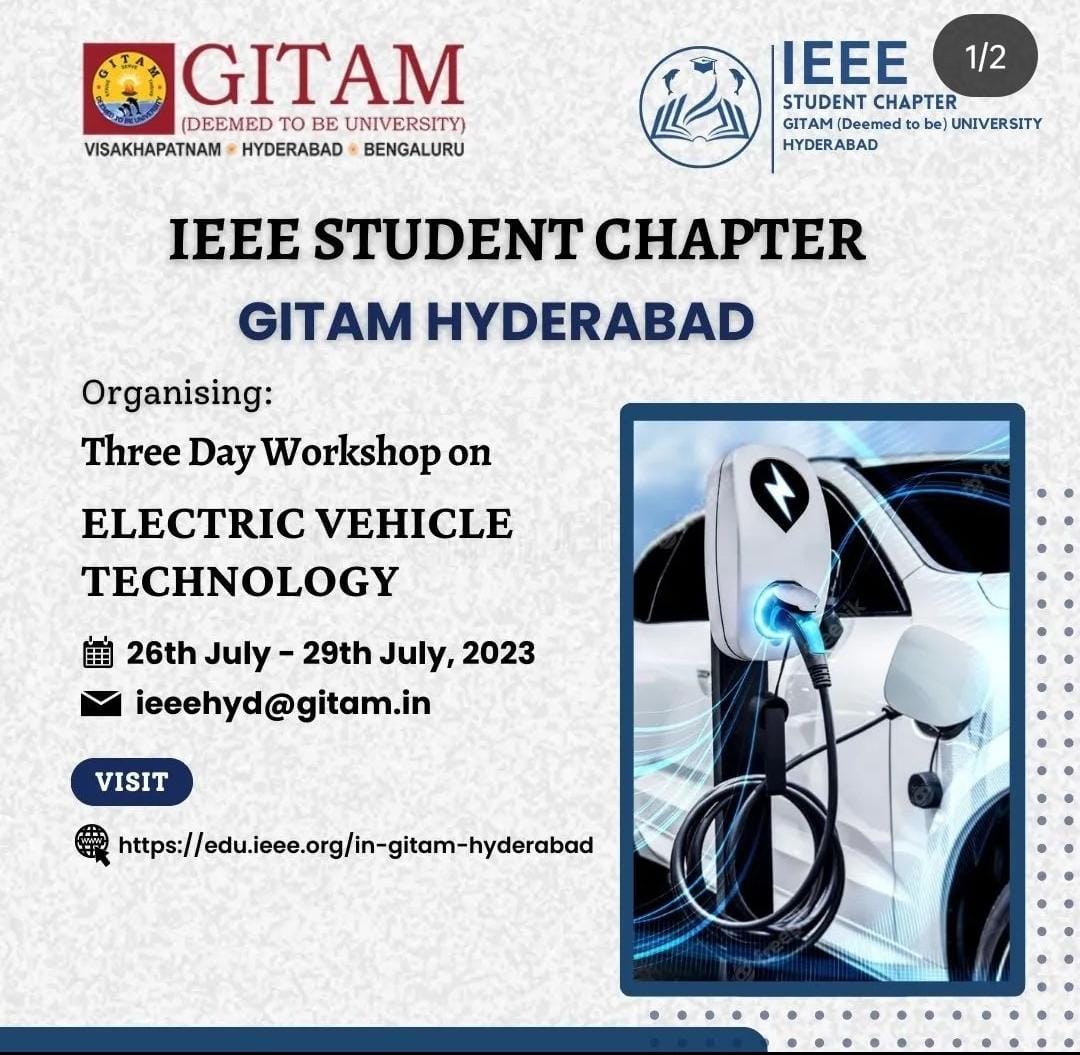 GITAM
(DEEMED TO BE UNIVERSITY)
VISAKHAPATNAM HYDERABAD BENGALURU
IEEE
STUDENT CHAPTER
GITAM (Deemed to be) UNIVERSITY
HYDERABAD
1/2
IEEE STUDENT CHAPTER
GITAM HYDERABAD
Organising:
Three Day Workshop on
ELECTRIC VEHICLE
TECHNOLOGY
26th July - 29th July, 2023
ieeehyd@gitam.in
VISIT
https://edu.ieee.org/in-gitam-hyderabad